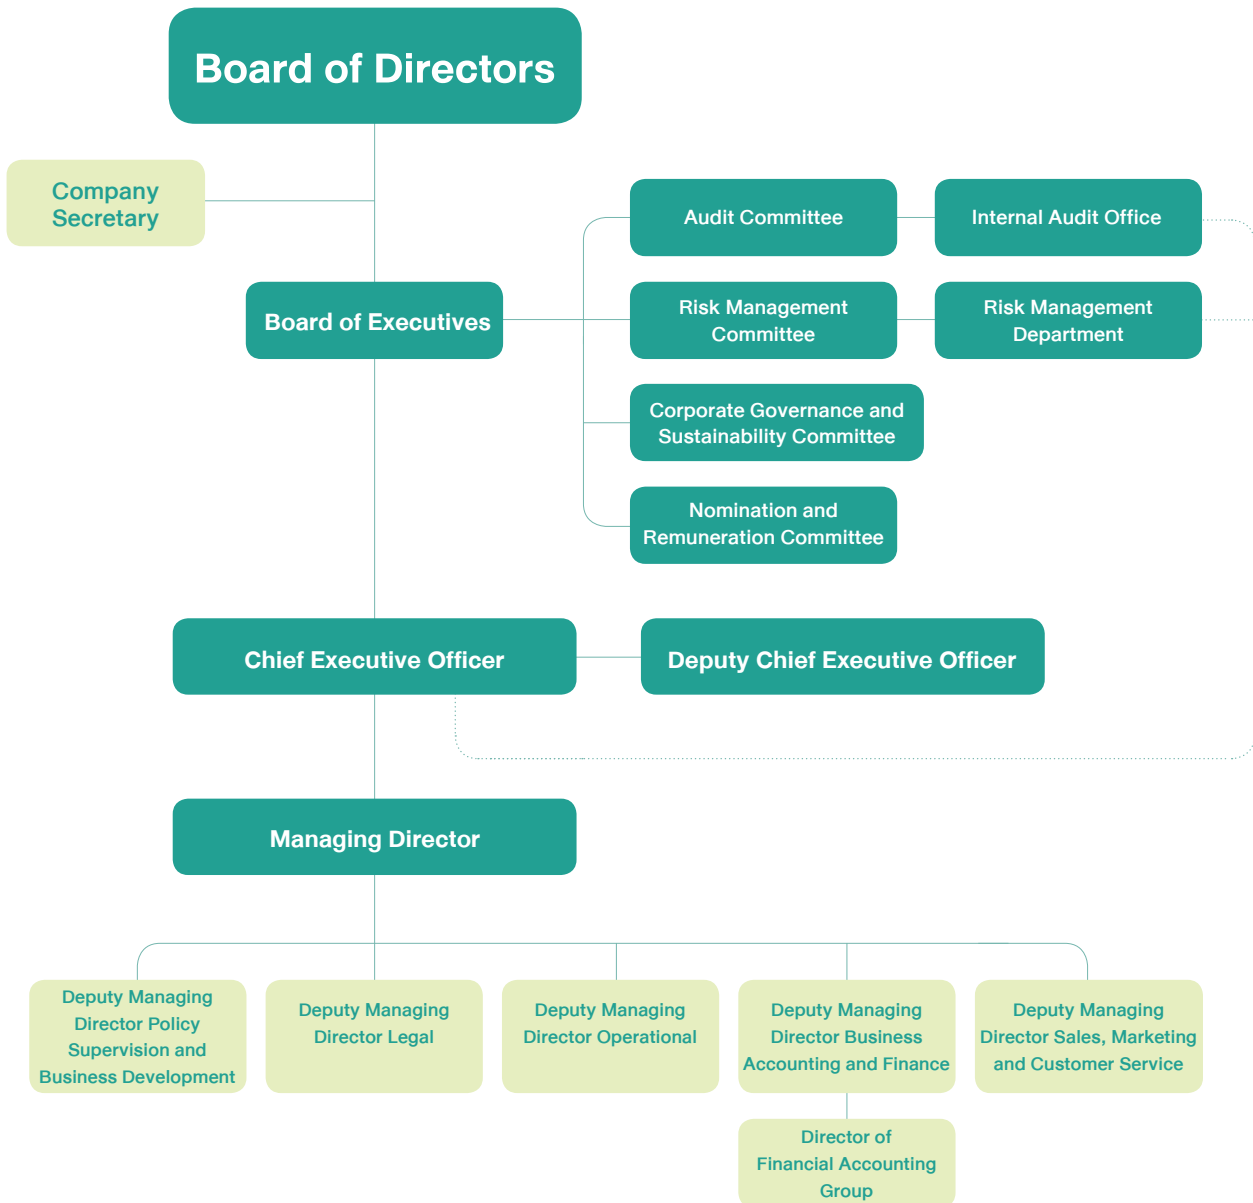 Board of Directors
Company
Secretary
Audit Committee
Internal Audit Office
Board of Executives
Risk Management
Committee
Risk Management
Department
Corporate Governance and
Sustainability Committee
Nomination and
Remuneration Committee
Chief Executive Officer
Deputy Chief Executive Officer
Managing Director
Deputy Managing
Director Policy
Supervision and
Business Development
Deputy Managing
Director Legal
Deputy Managing
Director Operational
Deputy Managing
Director Business
Accounting and Finance
Deputy Managing
Director Sales, Marketing
and Customer Service
Director of
Financial Accounting
Group